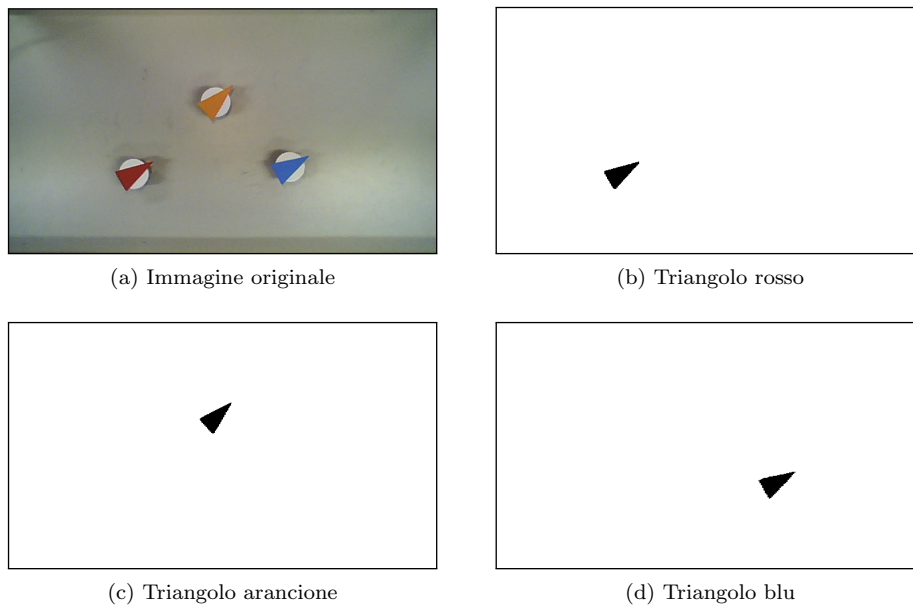 (a) Immagine originale
(b) Triangolo rosso
(c) Triangolo arancione
(d) Triangolo blu